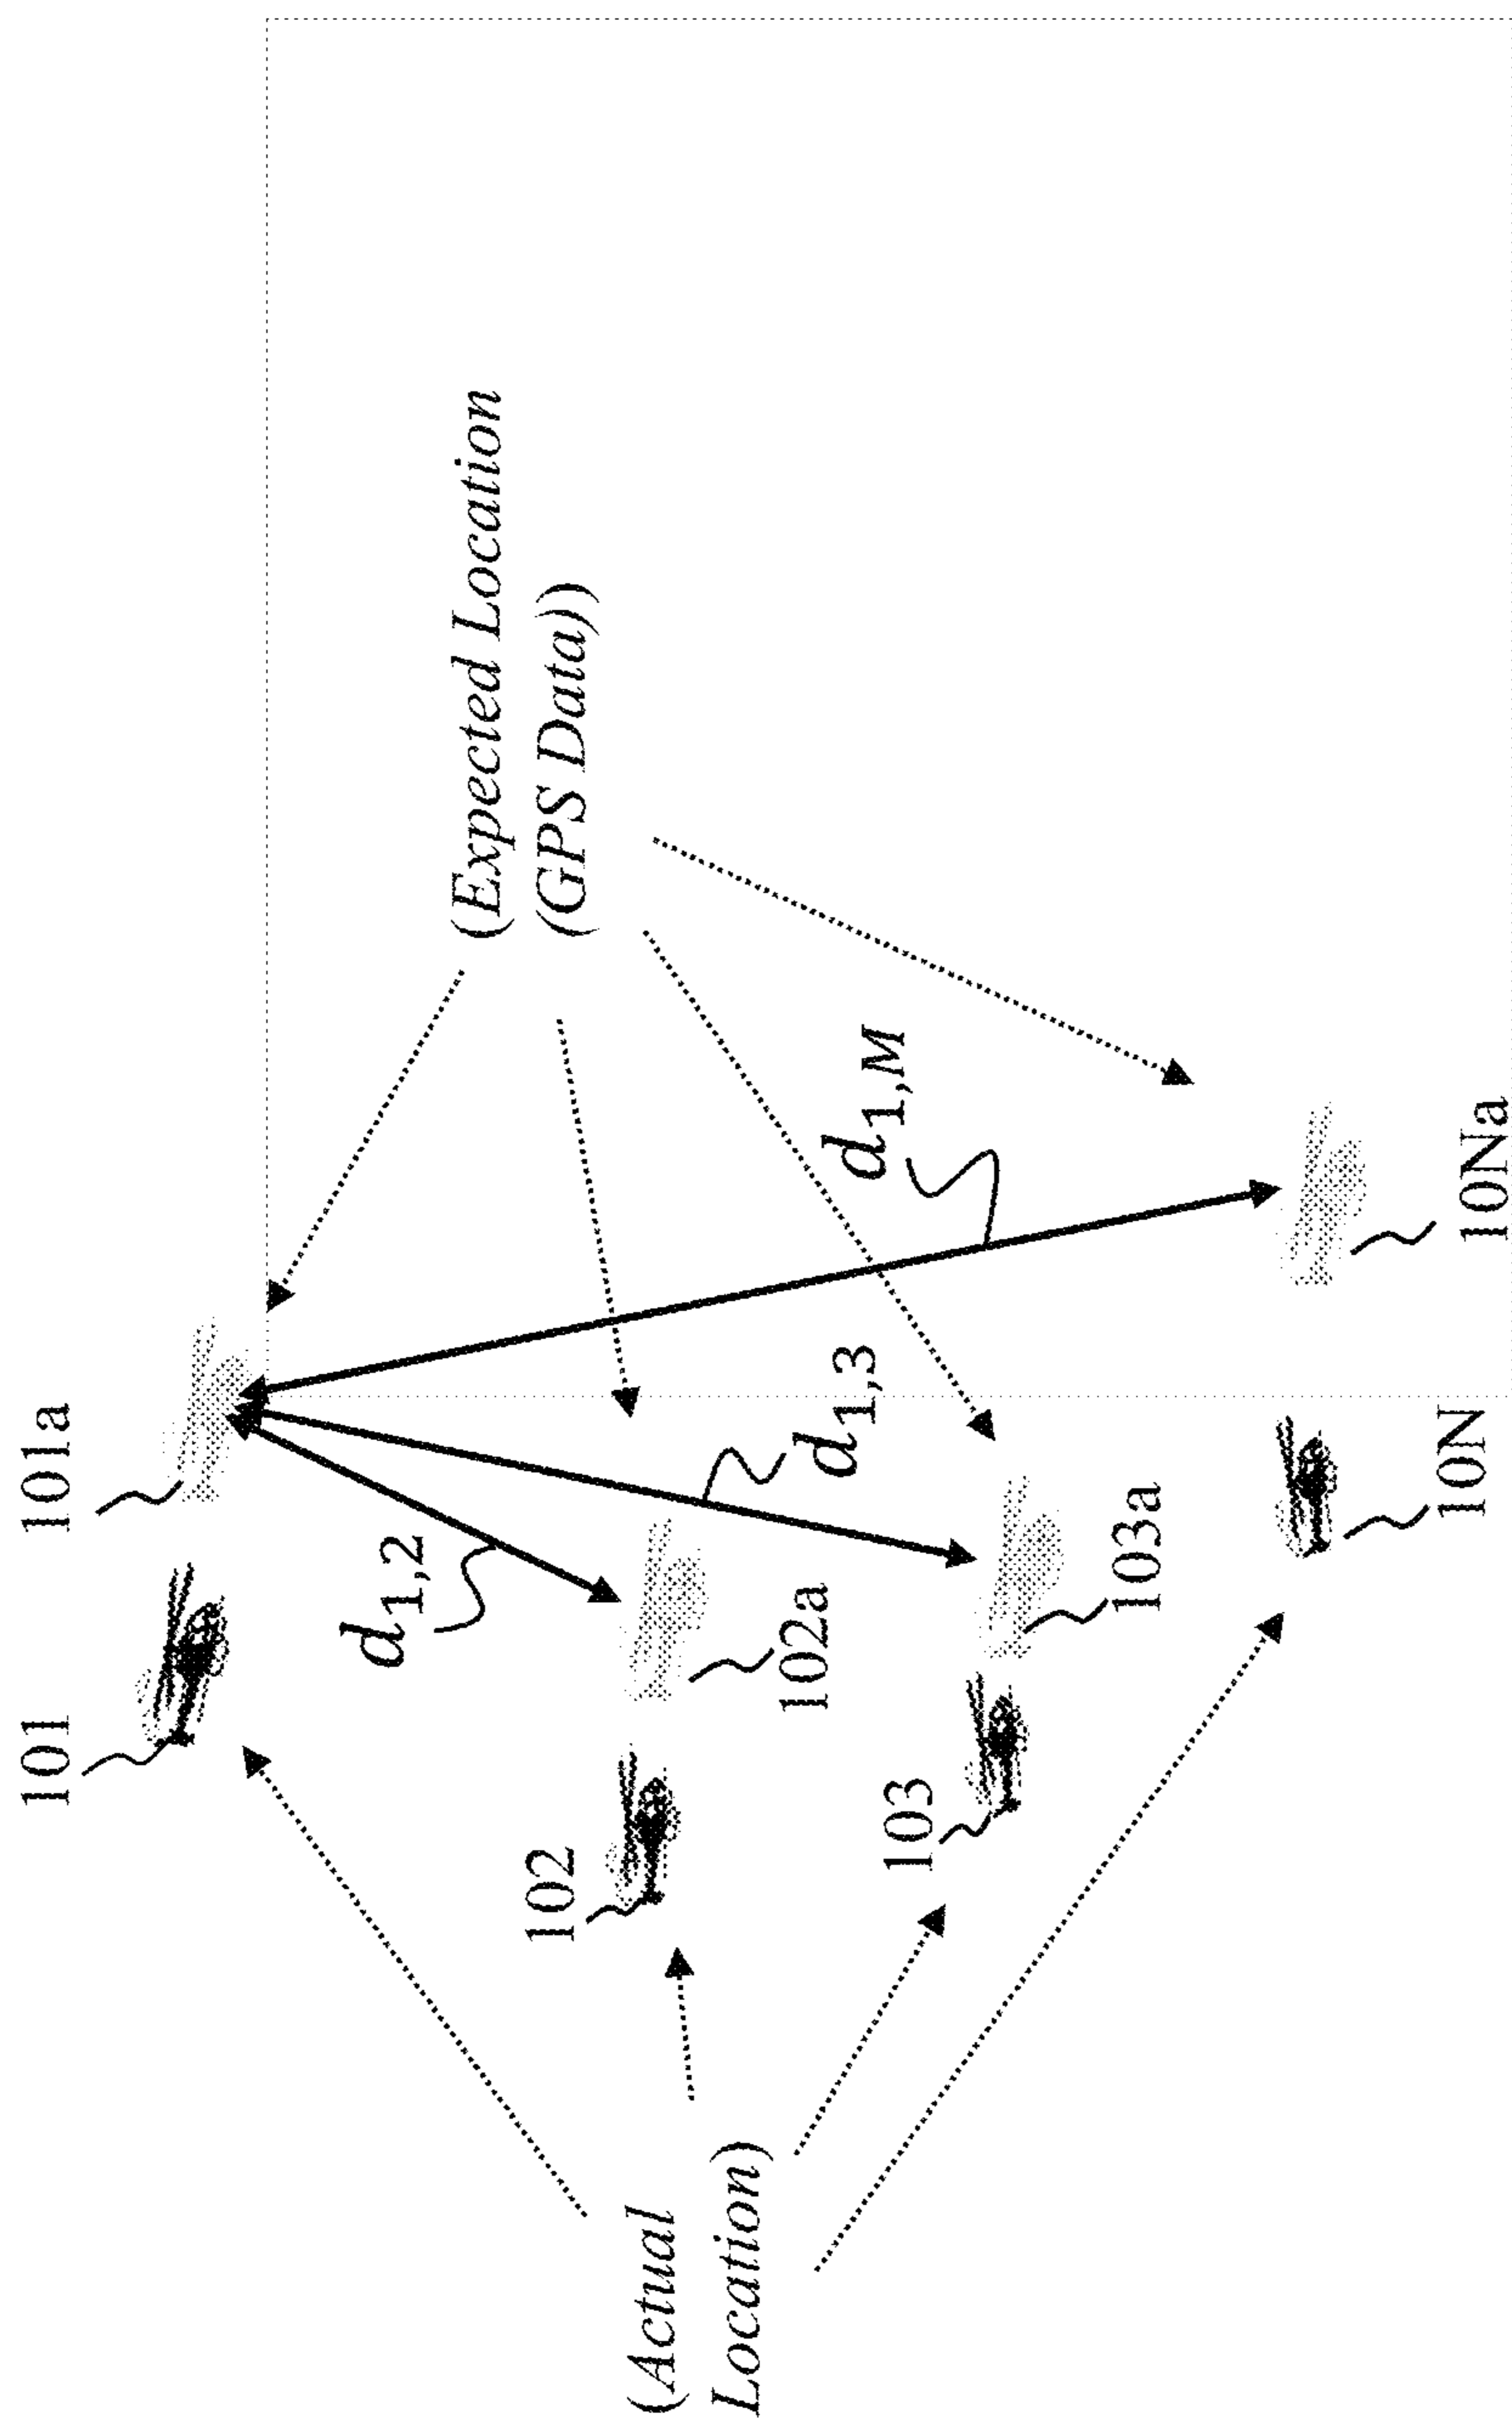 101
101a
d1,2
102
102a
d1,3
103
103a
d1,M
10N
10Na
(Actual
Location)
(Expected Location
(GPS Data))